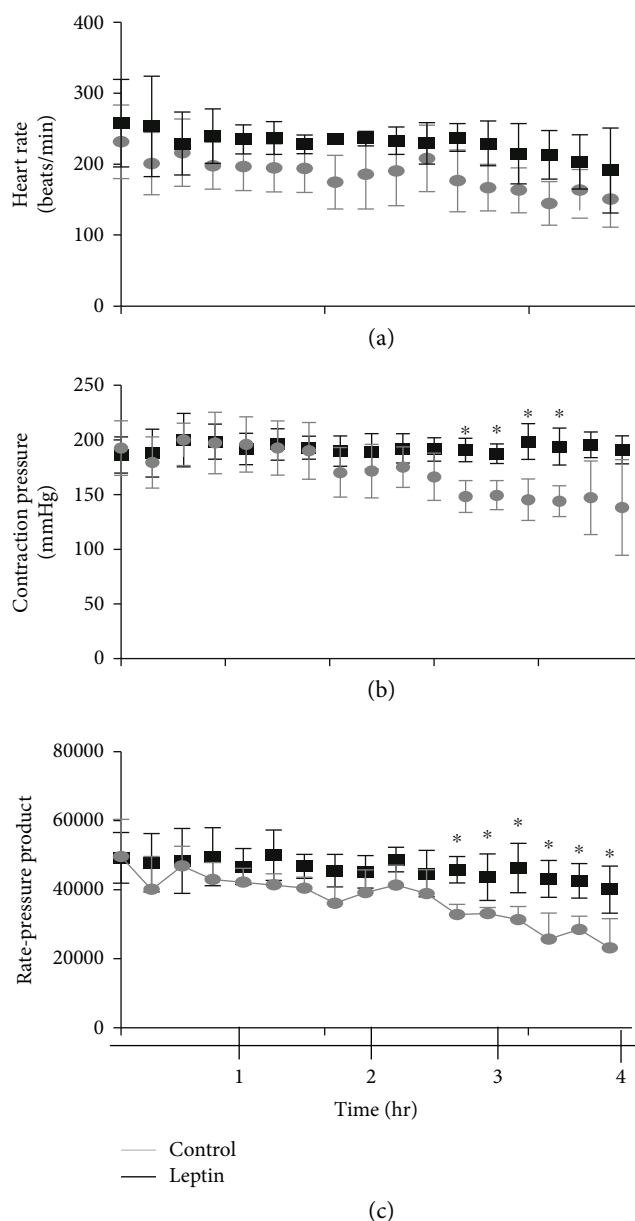 400
300
200
100
0
Heart rate
(beats/min)
(a)
250
200
150
100
50
0
Contraction pressure
(mmHg)
* * * *
(b)
80000
60000
40000
20000
0
Rate-pressure product
* * * * * *
1 2 3 4
Time (hr)
Control
Leptin
(c)